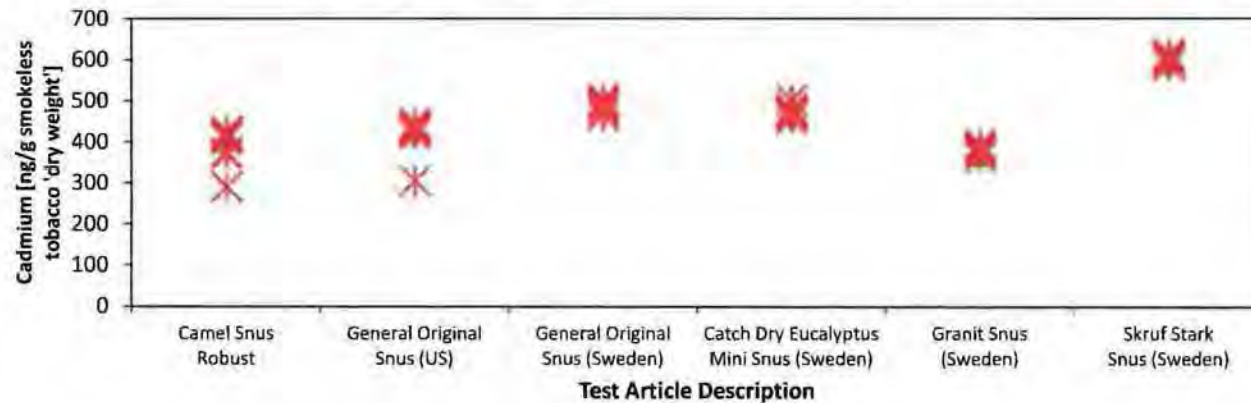 Cadmium [ng/g smokeless
tobacco 'dry weight']
700
600
500
400
300
200
100
0
Camel Snus
Robust
General Original
Snus (US)
General Original
Snus (Sweden)
Catch Dry Eucalyptus
Mini Snus (Sweden)
Granit Snus
(Sweden)
Skruf Stark
Snus (Sweden)
Test Article Description